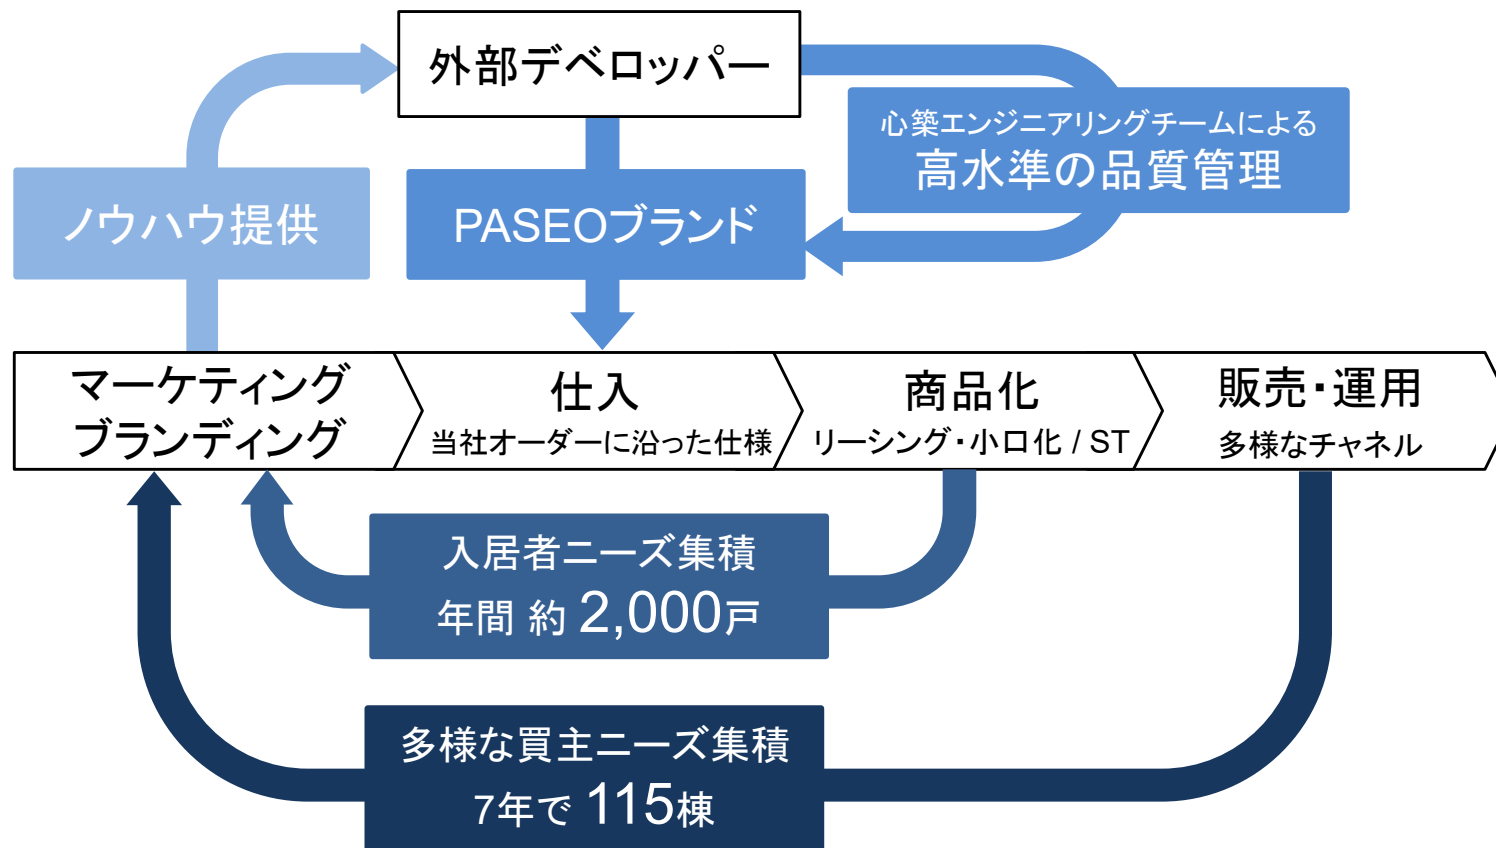 外部デベロッパー
心築エンジニアリングチームによる
高水準の品質管理
ノウハウ提供
PASEOブランド
マーケティング
ブランディング
仕入
当社オーダーに沿った仕様
商品化
リーシング・小口化 / ST
販売・運用
多様なチャネル
入居者ニーズ集積
年間 約 2,000戸
多様な買主ニーズ集積
7年で 115棟